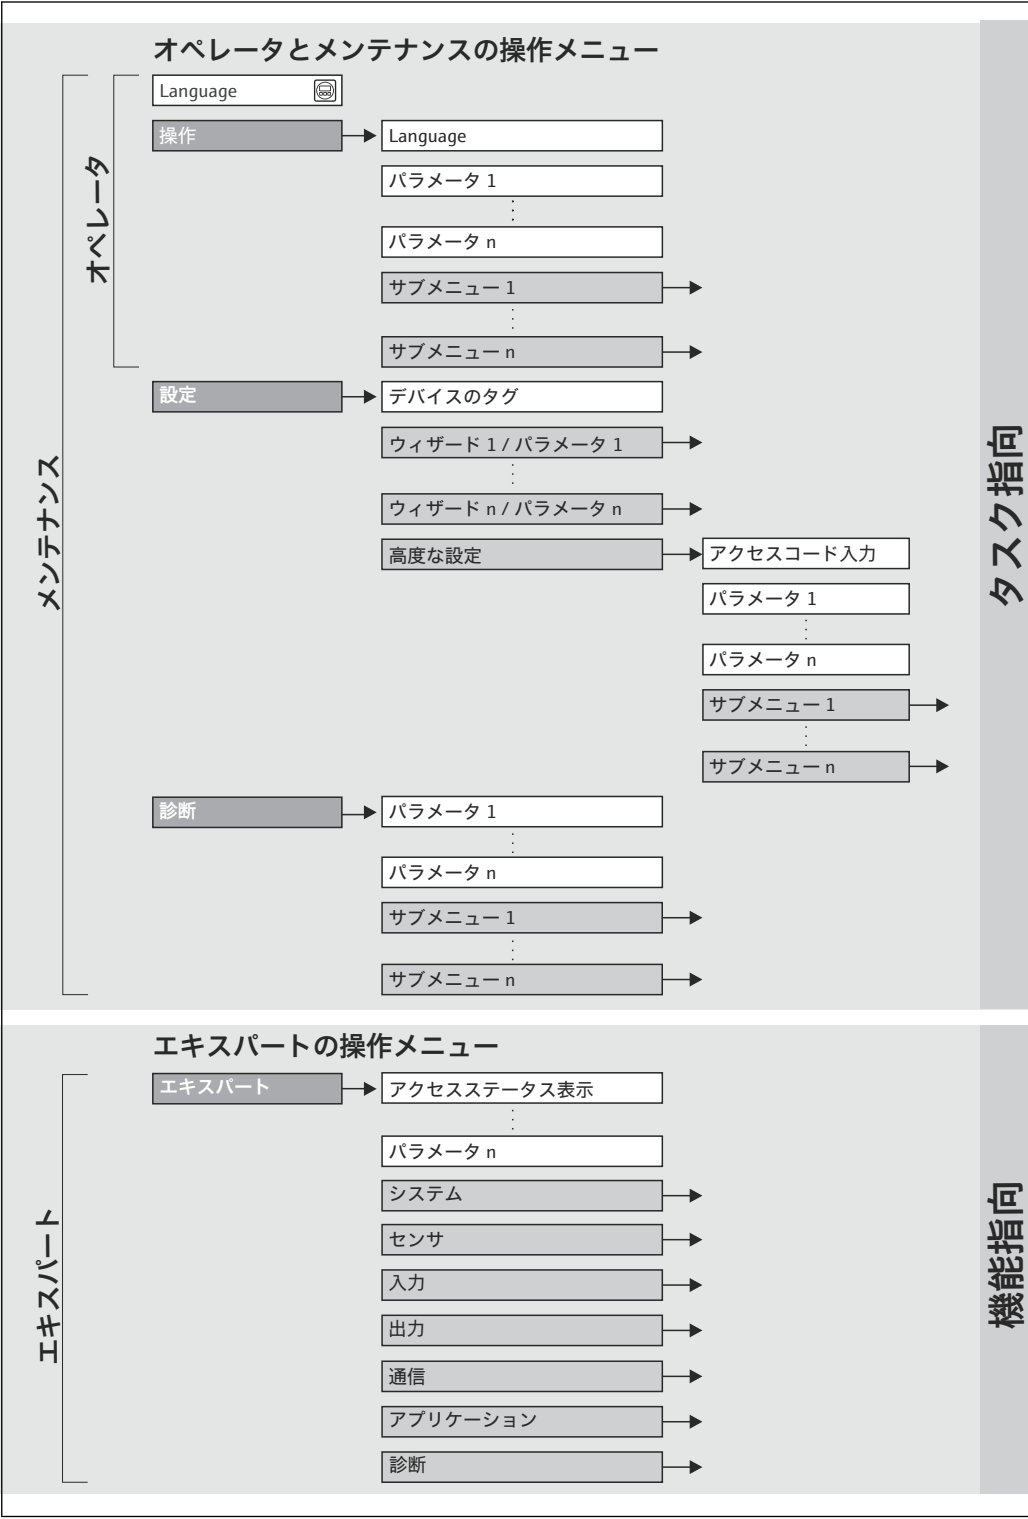 オペレータとメンテナンスの操作メニュー
Language
操作
Language
パラメータ 1
パラメータ n
サブメニュー 1
サブメニュー n
オペレータ
設定
デバイスのタグ
ウィザード 1 / パラメータ 1
ウィザード n / パラメータ n
高度な設定
アクセスコード入力
パラメータ 1
パラメータ n
サブメニュー 1
サブメニュー n
メンテナンス
タスク指向
診断
パラメータ 1
パラメータ n
サブメニュー 1
サブメニュー n
エキスパートの操作メニュー
エキスパート
アクセスステータス表示
パラメータ n
システム
センサ
入力
出力
通信
アプリケーション
診断
エキスパート
機能指向